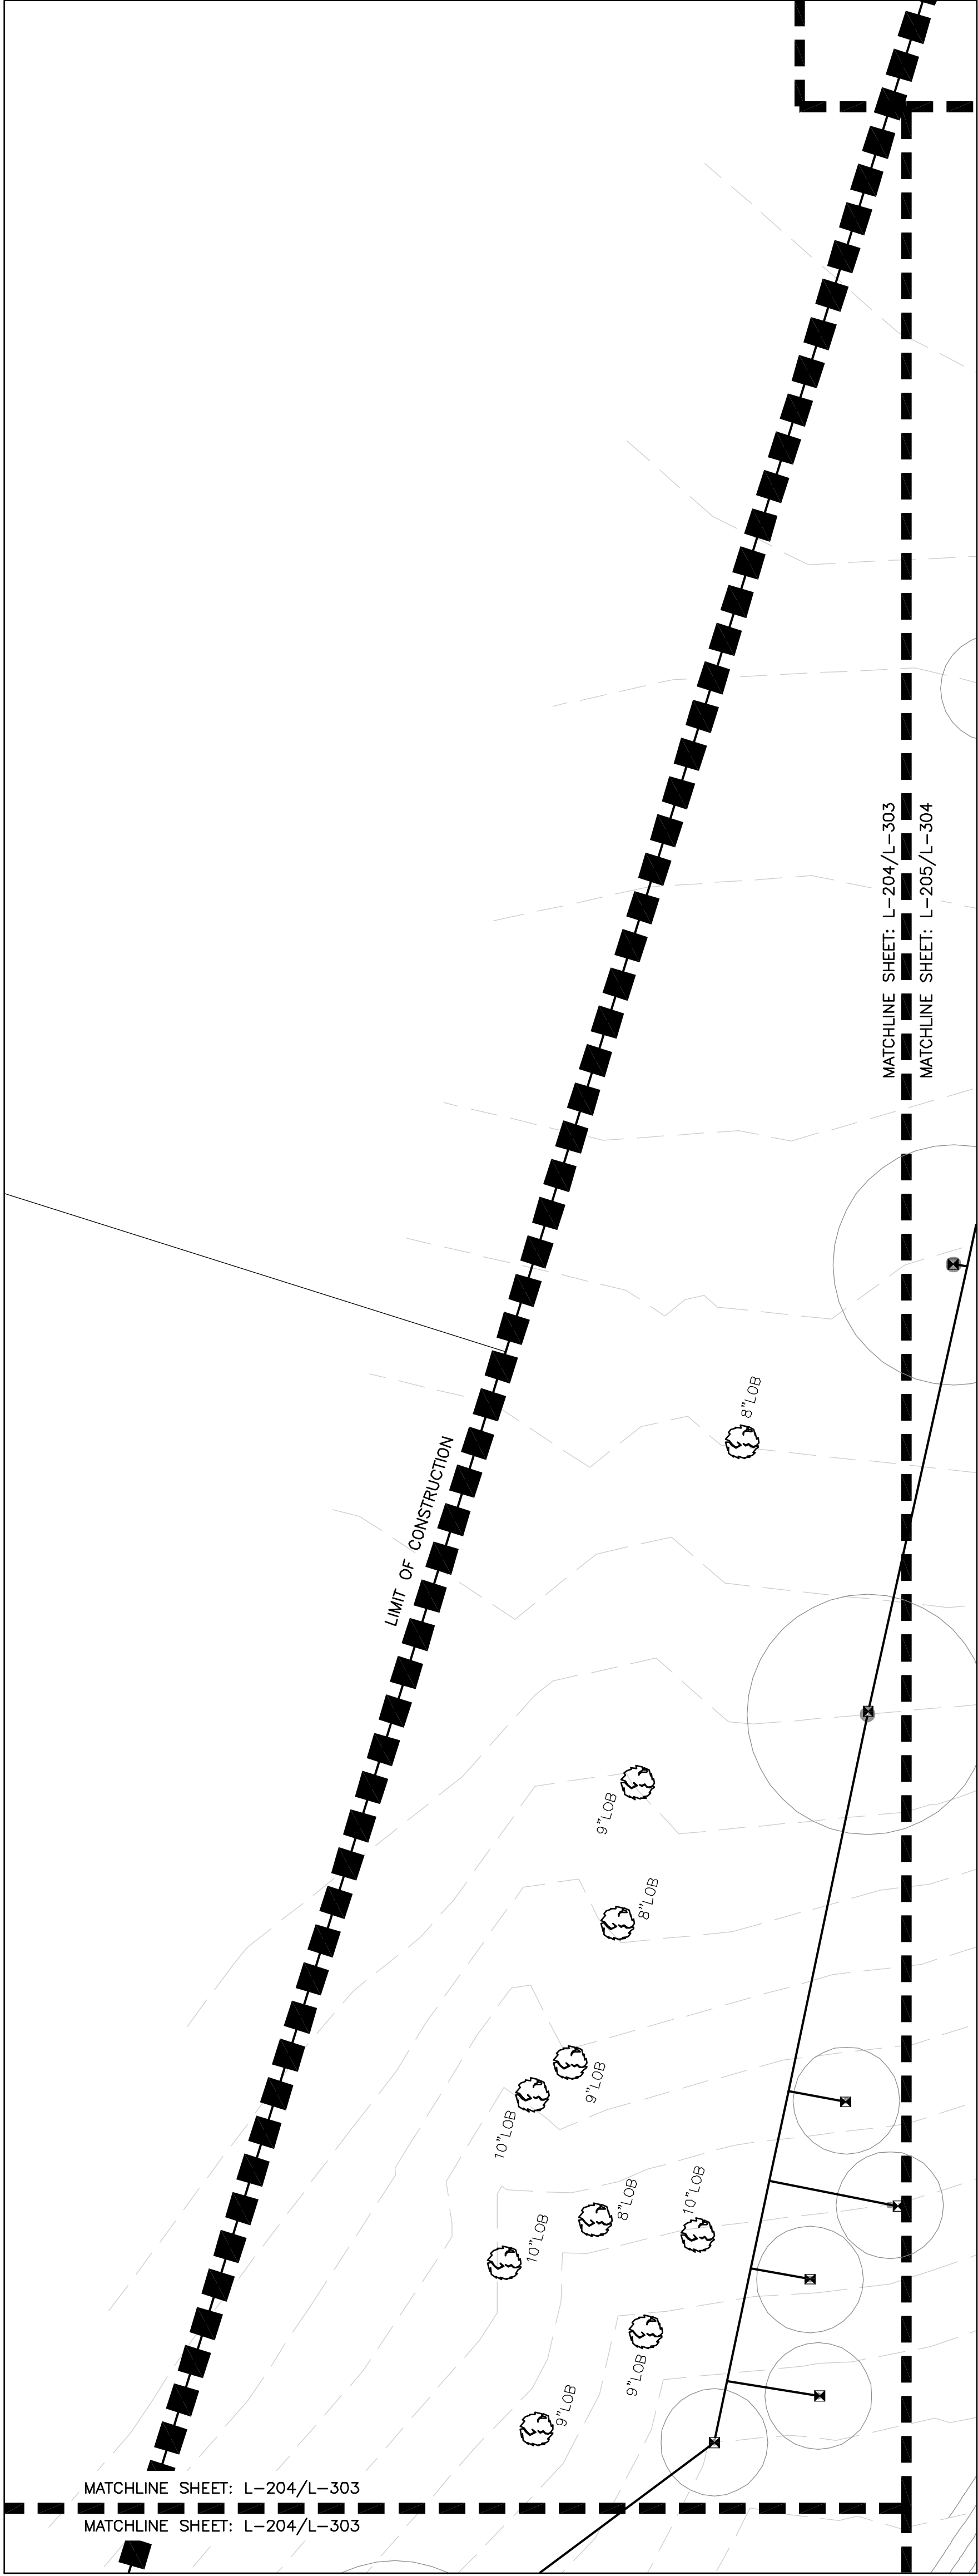 MATCHLINE SHEET: L-204/L-303
MATCHLINE SHEET: L-205/L-304
8"LOB
LIMIT OF CONSTRUCTION
9"LOB
8"LOB
9"LOB
10"LOB
10"LOB
8"LOB
10"LOB
9"LOB
9"LOB
MATCHLINE SHEET: L-204/L-303
MATCHLINE SHEET: L-204/L-303